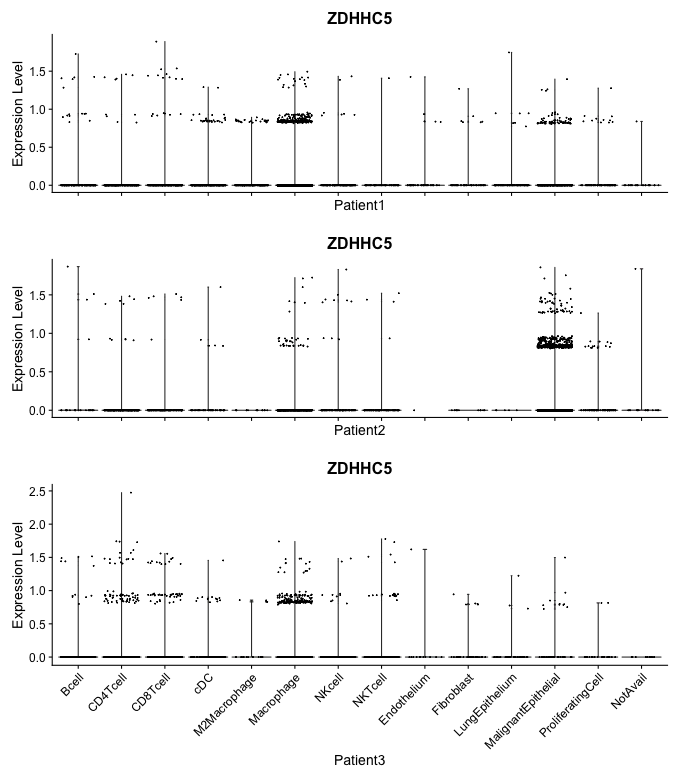 ZDHHC5
Expression Level
1.5
1.0
0.5
0.0
Patient1
ZDHHC5
Expression Level
1.5
1.0
0.5
0.0
Patient2
ZDHHC5
Expression Level
2.5
2.0
1.5
1.0
0.5
0.0
Bcell
CD4Tcell
CD8Tcell
cDC
M2Macrophage
Macrophage
NKcell
NKTcell
Endothelium
Fibroblast
LungEpithelium
MalignantEpithelial
ProliferatingCell
NotAvail
Patient3